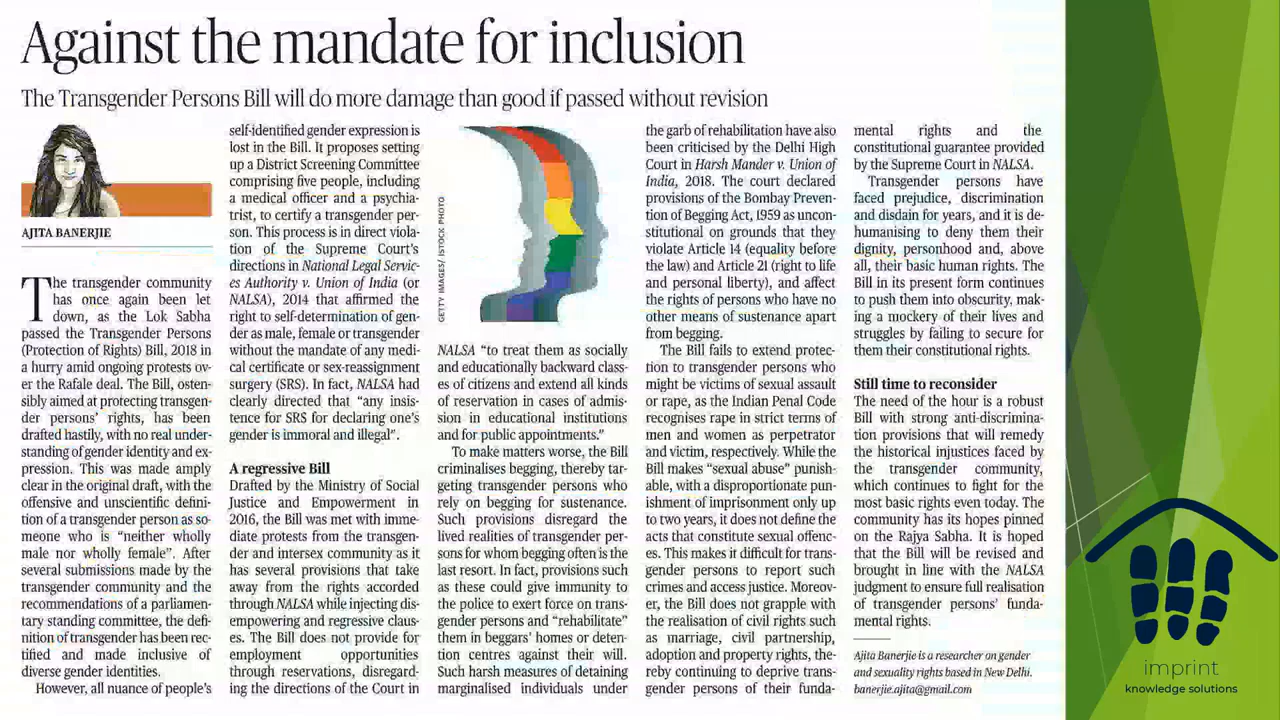 Against the mandate for inclusion
The Transgender Persons Bill will do more damage than good if passed without revision
AJITA BANERJIE
The transgender community
has once again been let
down, as the Lok Sabha
passed the Transgender Persons
(Protection of Rights) Bill, 2018 in
a hurry amid ongoing protests ov-
er the Rafale deal. The Bill, osten-
sibly aimed at protecting transgen-
der persons' rights, has been
drafted hastily, with no real under-
standing of gender identity and ex-
pression. This was made amply
clear in the original draft, with the
offensive and unscientific defini-
tion of a transgender person as so-
meone who is "neither wholly
male nor wholly female". After
several submissions made by the
transgender community and the
recommendations of a parliamen-
tary standing committee, the defi-
nition of transgender has been rec-
tified and made inclusive of
diverse gender identities.
However, all nuance of people's
self-identified gender expression is
lost in the Bill. It proposes setting
up a District Screening Committee
comprising five people, including
a medical officer and a psychia-
trist, to certify a transgender per-
son. This process is in direct viola-
tion of the Supreme Court's
directions in National Legal Servic-
es Authority v. Union of India (or
NALSA), 2014 that affirmed the
right to self-determination of gen-
der as male, female or transgender
without the mandate of any medi-
cal certificate or sex-reassignment
surgery (SRS). In fact, NALSA had
clearly directed that "any insis-
tence for SRS for declaring one's
gender is immoral and illegal".
A regressive Bill
Drafted by the Ministry of Social
Justice and Empowerment in
2016, the Bill was met with imme-
diate protests from the transgen-
der and intersex community as it
has several provisions that take
away from the rights accorded
through NALSA while injecting dis-
empowering and regressive claus-
es. The Bill does not provide for
employment opportunities
through reservations, disregard-
ing the directions of the Court in
GETTY IMAGES/ ISTOCK PHOTO
NALSA "to treat them as socially
and educationally backward class-
es of citizens and extend all kinds
of reservation in cases of admis-
sion in educational institutions
and for public appointments."
To make matters worse, the Bill
criminalises begging, thereby tar-
geting transgender persons who
rely on begging for sustenance.
Such provisions disregard the
lived realities of transgender per-
sons for whom begging often is the
last resort. In fact, provisions such
as these could give immunity to
the police to exert force on trans-
gender persons and "rehabilitate"
them in beggars' homes or deten-
tion centres against their will.
Such harsh measures of detaining
marginalised individuals under
the garb of rehabilitation have also
been criticised by the Delhi High
Court in Harsh Mander v. Union of
India, 2018. The court declared
provisions of the Bombay Preven-
tion of Begging Act, 1959 as uncon-
stitutional on grounds that they
violate Article 14 (equality before
the law) and Article 21 (right to life
and personal liberty), and affect
the rights of persons who have no
other means of sustenance apart
from begging.
The Bill fails to extend protec-
tion to transgender persons who
might be victims of sexual assault
or rape, as the Indian Penal Code
recognises rape in strict terms of
men and women as perpetrator
and victim, respectively. While the
Bill makes "sexual abuse" punish-
able, with a disproportionate pun-
ishment of imprisonment only up
to two years, it does not define the
acts that constitute sexual offenc-
es. This makes it difficult for trans-
gender persons to report such
crimes and access justice. Moreov-
er, the Bill does not grapple with
the realisation of civil rights such
as marriage, civil partnership,
adoption and property rights, the-
reby continuing to deprive trans-
gender persons of their funda-
mental rights and the
constitutional guarantee provided
by the Supreme Court in NALSA.
Transgender persons have
faced prejudice, discrimination
and disdain for years, and it is de-
humanising to deny them their
dignity, personhood and, above
all, their basic human rights. The
Bill in its present form continues
to push them into obscurity, mak-
ing a mockery of their lives and
struggles by failing to secure for
them their constitutional rights.
Still time to reconsider
The need of the hour is a robust
Bill with strong anti-discrimina-
tion provisions that will remedy
the historical injustices faced by
the transgender community,
which continues to fight for the
most basic rights even today. The
community has its hopes pinned
on the Rajya Sabha. It is hoped
that the Bill will be revised and
brought in line with the NALSA
judgment to ensure full realisation
of transgender persons' funda-
mental rights.
Ajita Banerjie is a researcher on gender
and sexuality rights based in New Delhi.
banerjie.ajita@gmail.com
imprint
knowledge solutions